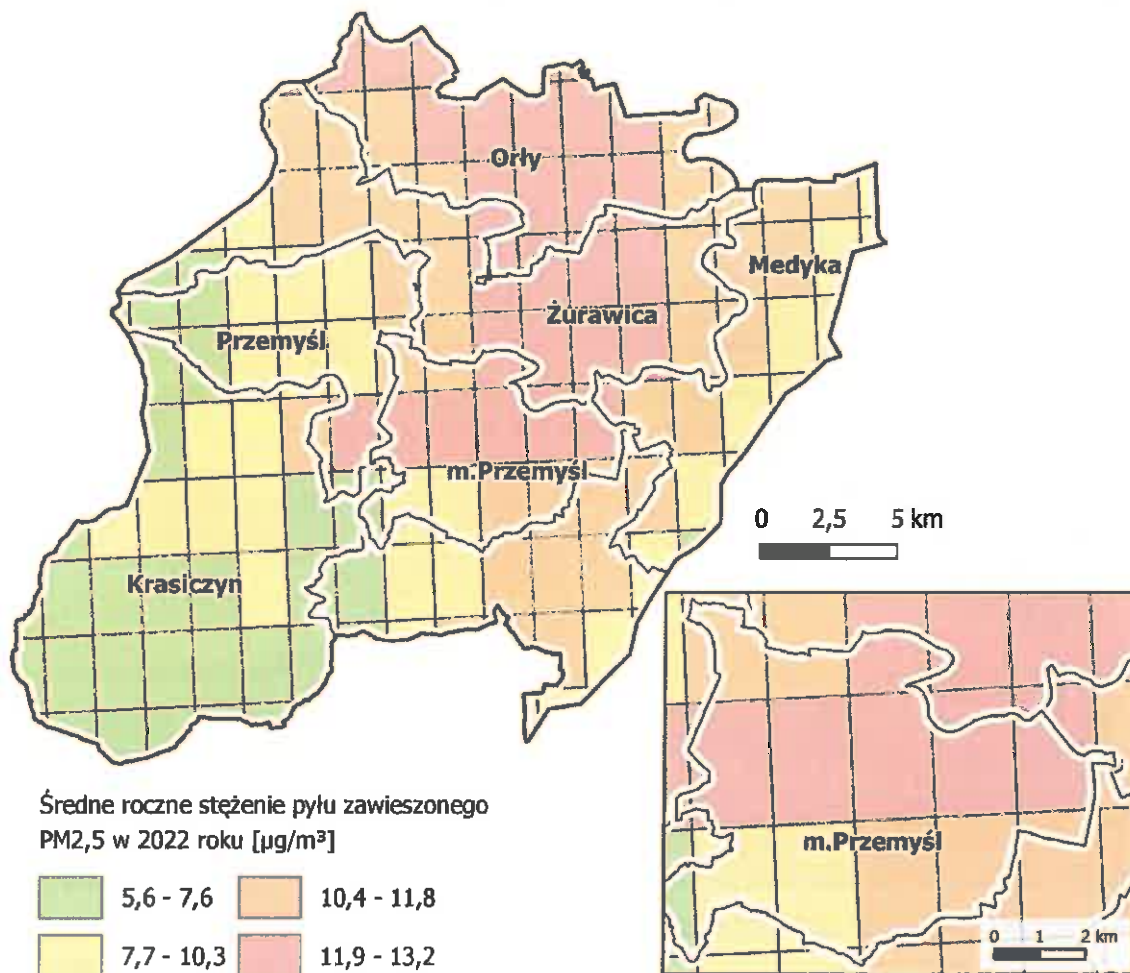 Orły
Medyka
Żurawica
Przemyśl
m.Przemyśl
0 2,5 5 km
Krasiczyn
m.Przemyśl
0 1 2 km
Średne roczne stężenie pyłu zawieszonego
PM2,5 w 2022 roku [µg/m³]
5,6 - 7,6 10,4 - 11,8
7,7 - 10,3 11,9 - 13,2